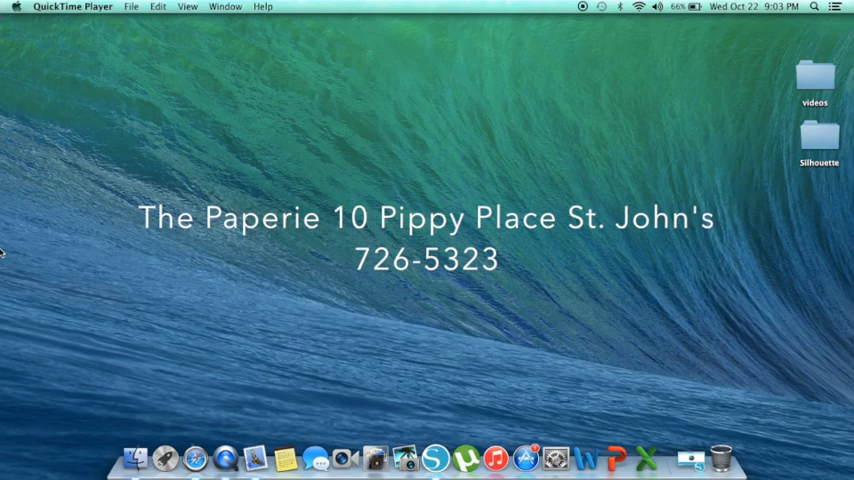 QuickTime Player File Edit View Window Help 66% Wed Oct 22 9:03 PM
videos
Silhouette
The Paperie 10 Pippy Place St. John's
726-5323